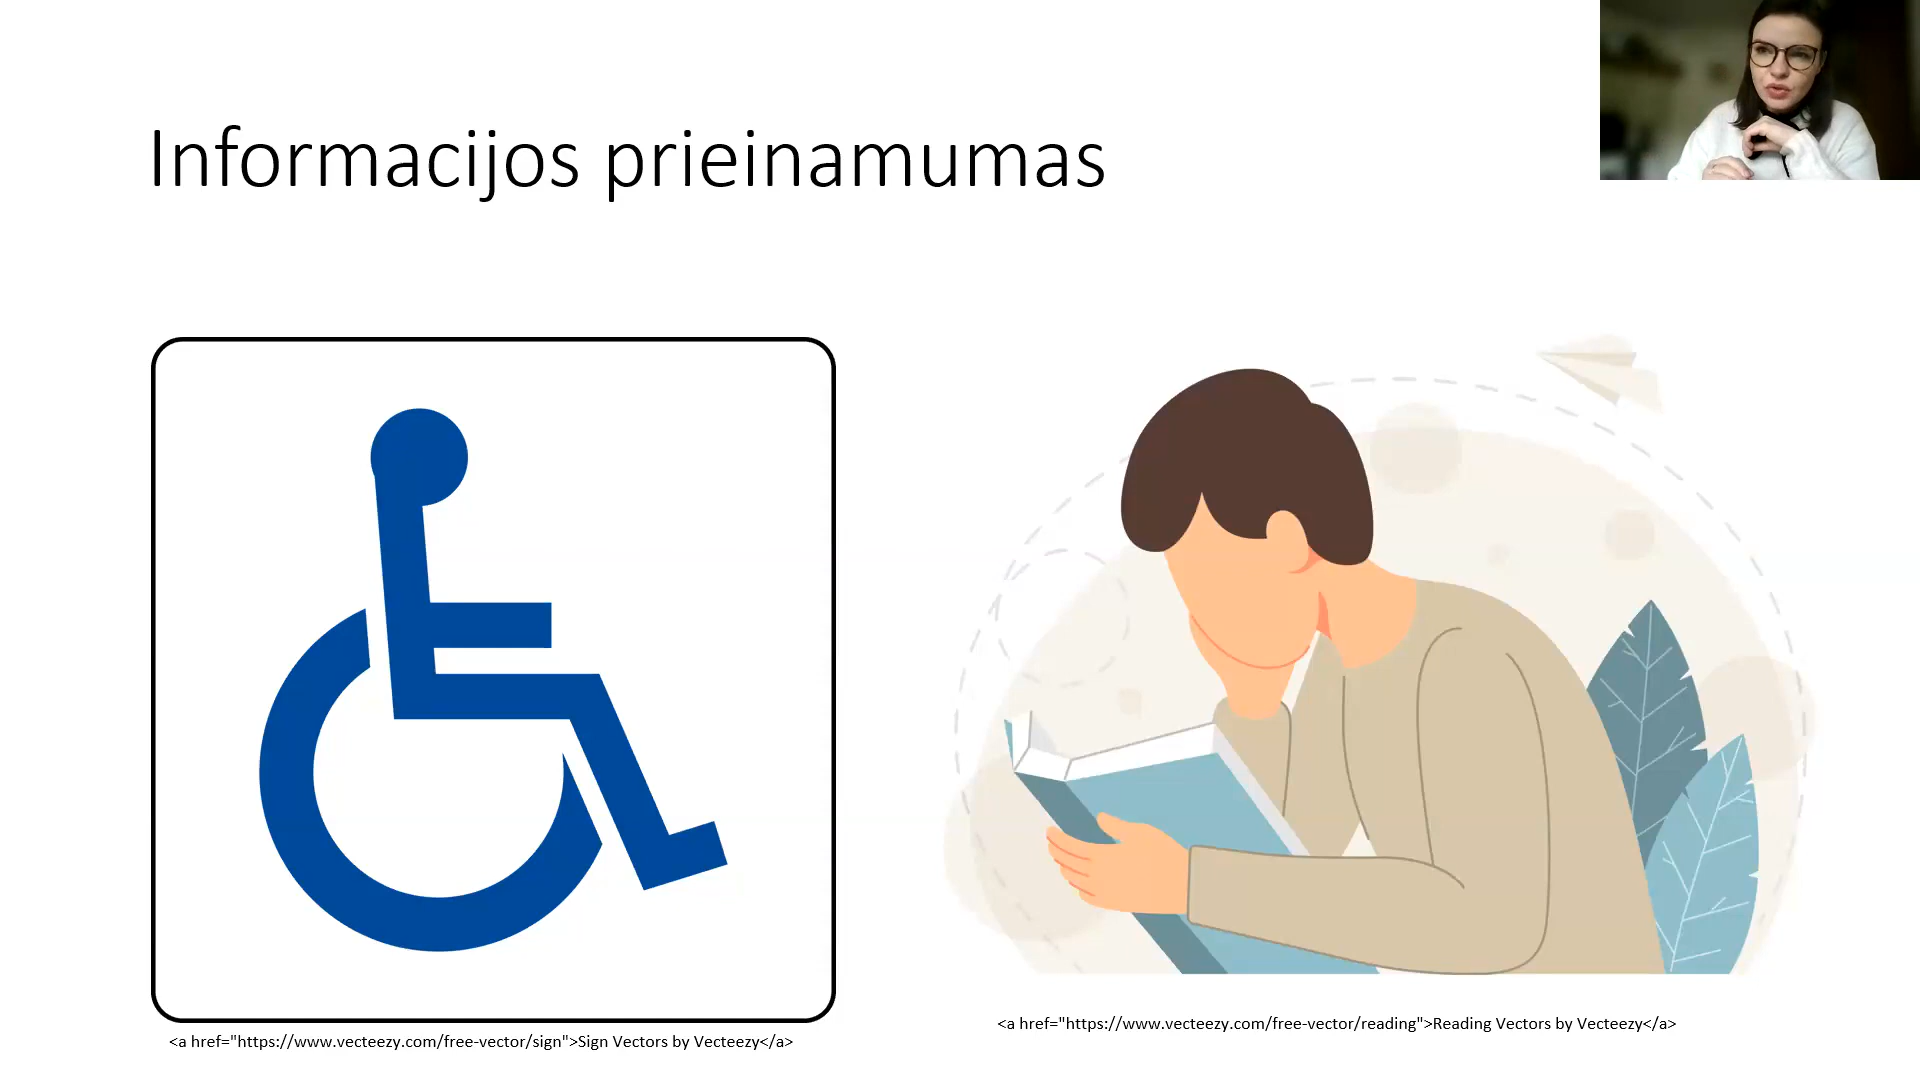 Informacijos prieinamumas
<a href="https://www.vecteezy.com/free-vector/sign">Sign Vectors by Vecteezy</a>
<a href="https://www.vecteezy.com/free-vector/reading">Reading Vectors by Vecteezy</a>